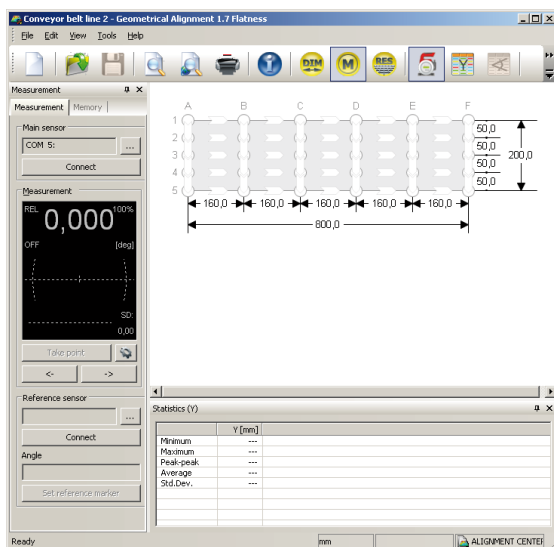 Conveyor belt line 2 - Geometrical Alignment 1.7 Flatness
File Edit View Tools Help
DIM M RES 6 Y
Measurement
Measurement Memory
Main sensor
COM 5:
...
Connect
Measurement
REL 0,000 100%
OFF [deg]
SD:
0,00
Take point
<- ->
Reference sensor
...
Connect
Angle
Set reference marker
A B C D E F
1
2
3
4
5
50,0
50,0
50,0
50,0
200,0
160,0 160,0 160,0 160,0 160,0
800,0
Statistics (Y)
Y [mm]
Minimum ---
Maximum ---
Peak-peak ---
Average ---
Std.Dev. ---
Ready mm ALIGNMENT CENTER